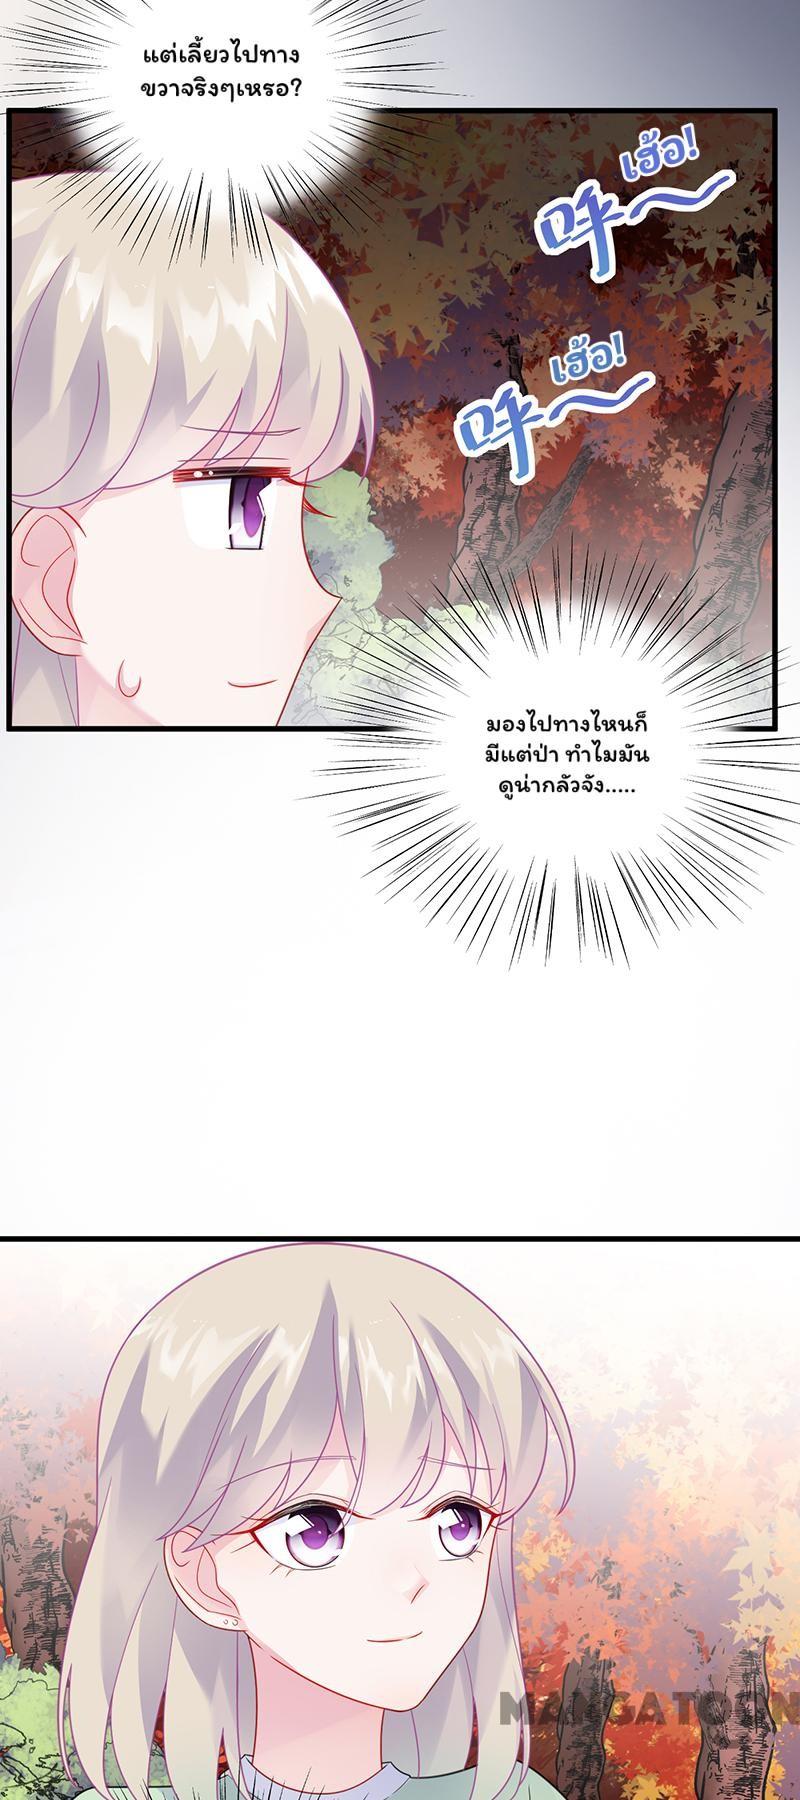 แต่เลี้ยวไปทาง
ขวาจริงๆเหรอ?
เฮ้อ!
呼～
เฮ้อ!
呼～
มองไปทางไหนก็
มีแต่ป่า ทำไมมัน
ดูน่ากลัวจัง.....
MANGATOON